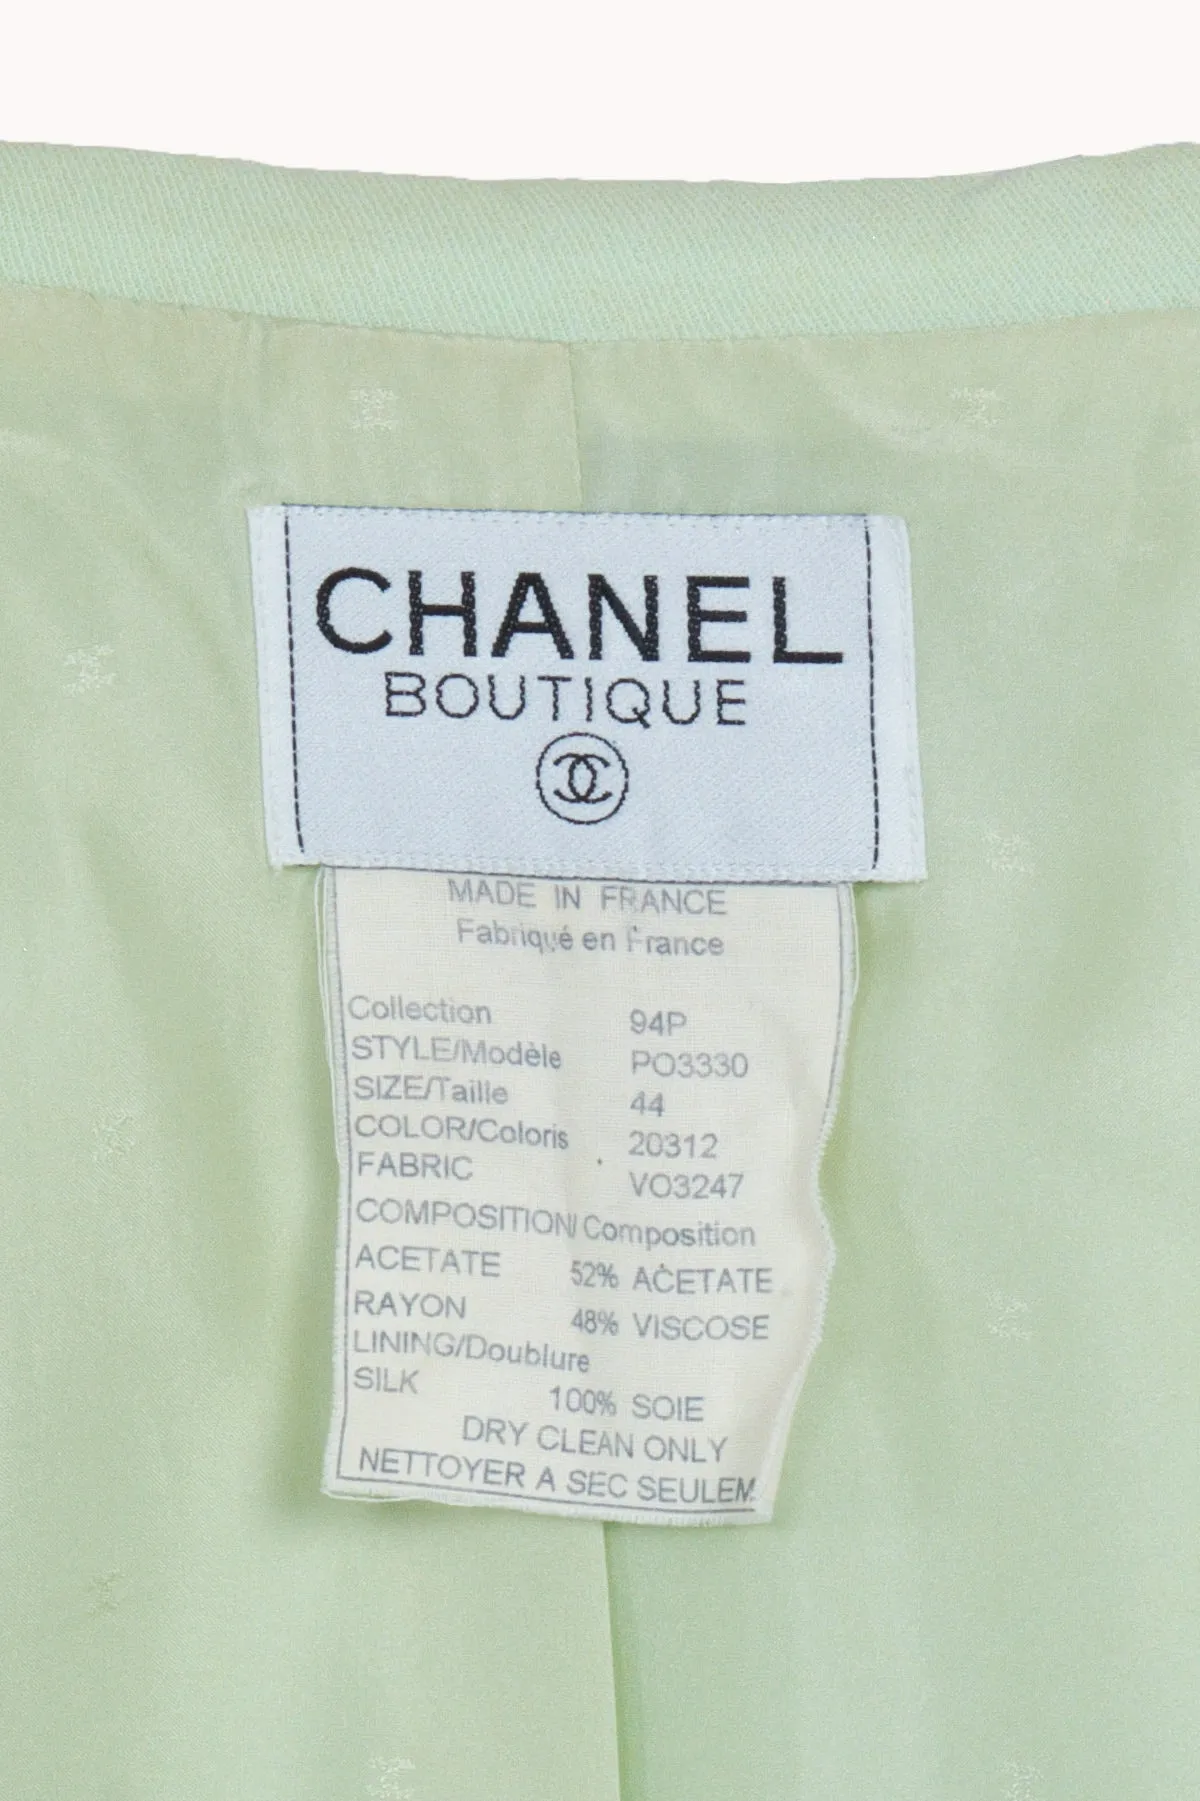 CHANEL
BOUTIQUE
MADE IN FRANCE
Fabriqué en France
Collection 94P
STYLE/Modèle PO3330
SIZE/Taille 44
COLOR/Coloris 20312
FABRIC VO3247
COMPOSITION/Composition
ACETATE 52% ACETATE
RAYON 48% VISCOSE
LINING/Doublure
SILK 100% SOIE
DRY CLEAN ONLY
NETTOYER A SEC SEULEM